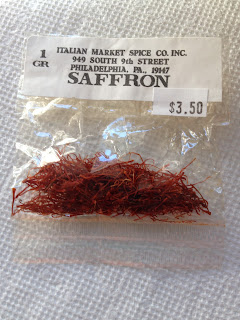 1
GR
ITALIAN MARKET SPICE CO. INC.
949 SOUTH 9th STREET
PHILADELPHIA, PA., 19147
SAFFRON
$3.50